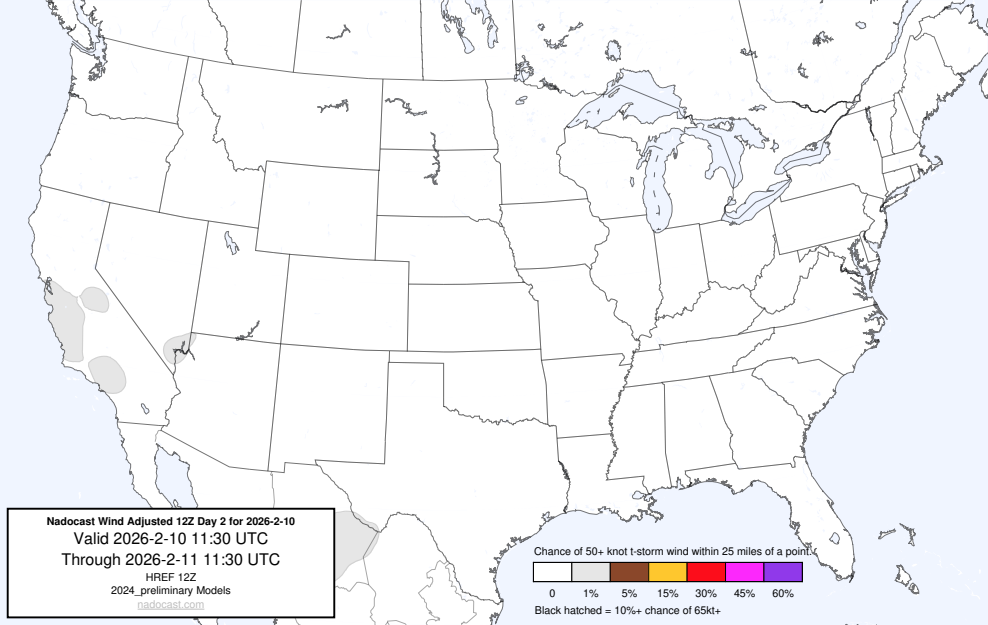 Nadocast Wind Adjusted 12Z Day 2 for 2026-2-10
Valid 2026-2-10 11:30 UTC
Through 2026-2-11 11:30 UTC
HREF 12Z
2024_preliminary Models
nadocast.com
Chance of 50+ knot t-storm wind within 25 miles of a point.
0 1% 5% 15% 30% 45% 60%
Black hatched = 10%+ chance of 65kt+